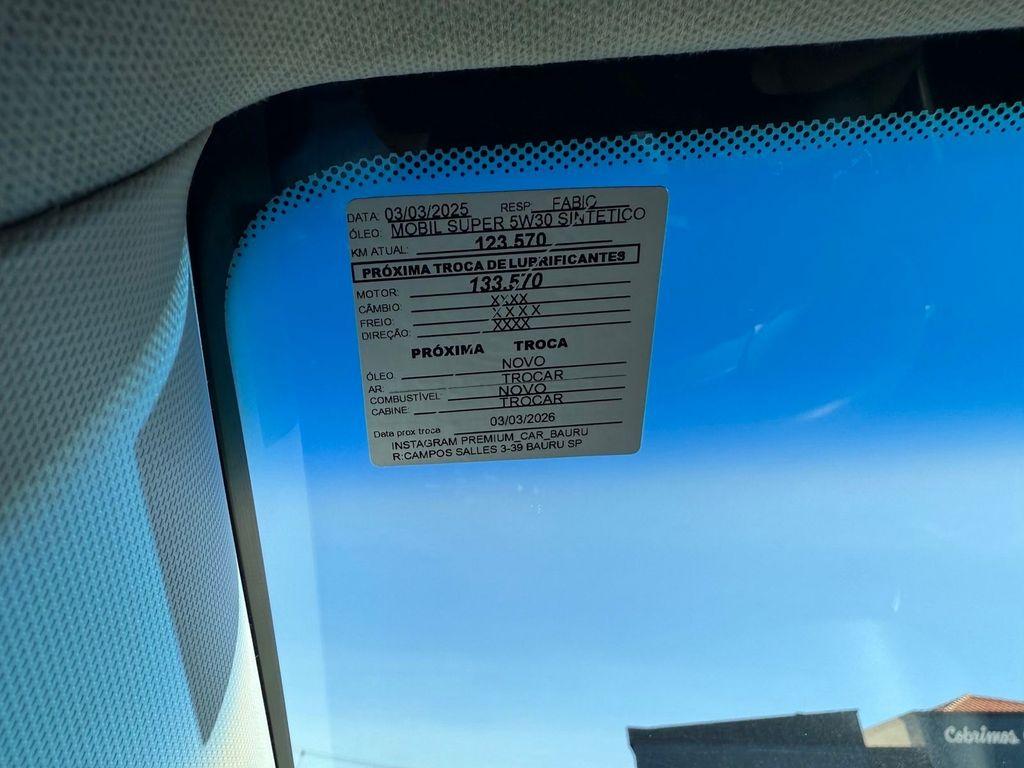 DATA: 03/03/2025 RESP: FABIO
ÓLEO: MOBIL SUPER 5W30 SINTETICO
KM ATUAL: 123.570
PRÓXIMA TROCA DE LUBRIFICANTES
MOTOR: 133.570
CÂMBIO: XXXX
FREIO: XXXX
DIREÇÃO: XXXX
PRÓXIMA TROCA
ÓLEO NOVO
AR: TROCAR
COMBUSTÍVEL: NOVO
CABINE: TROCAR
Data prox troca 03/03/2026
INSTAGRAM PREMIUM_CAR_BAURU
R:CAMPOS SALLES 3-39 BAURU SP
Cobrimos